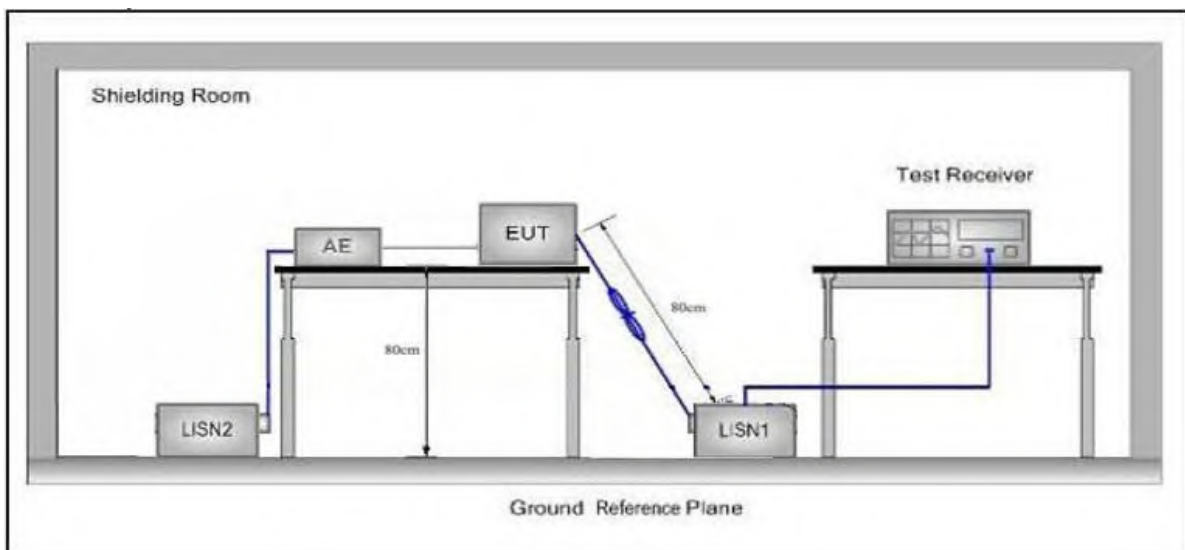 Shielding Room
Test Receiver
AE
EUT
80cm
80cm
LISN2
LISN1
Ground Reference Plane